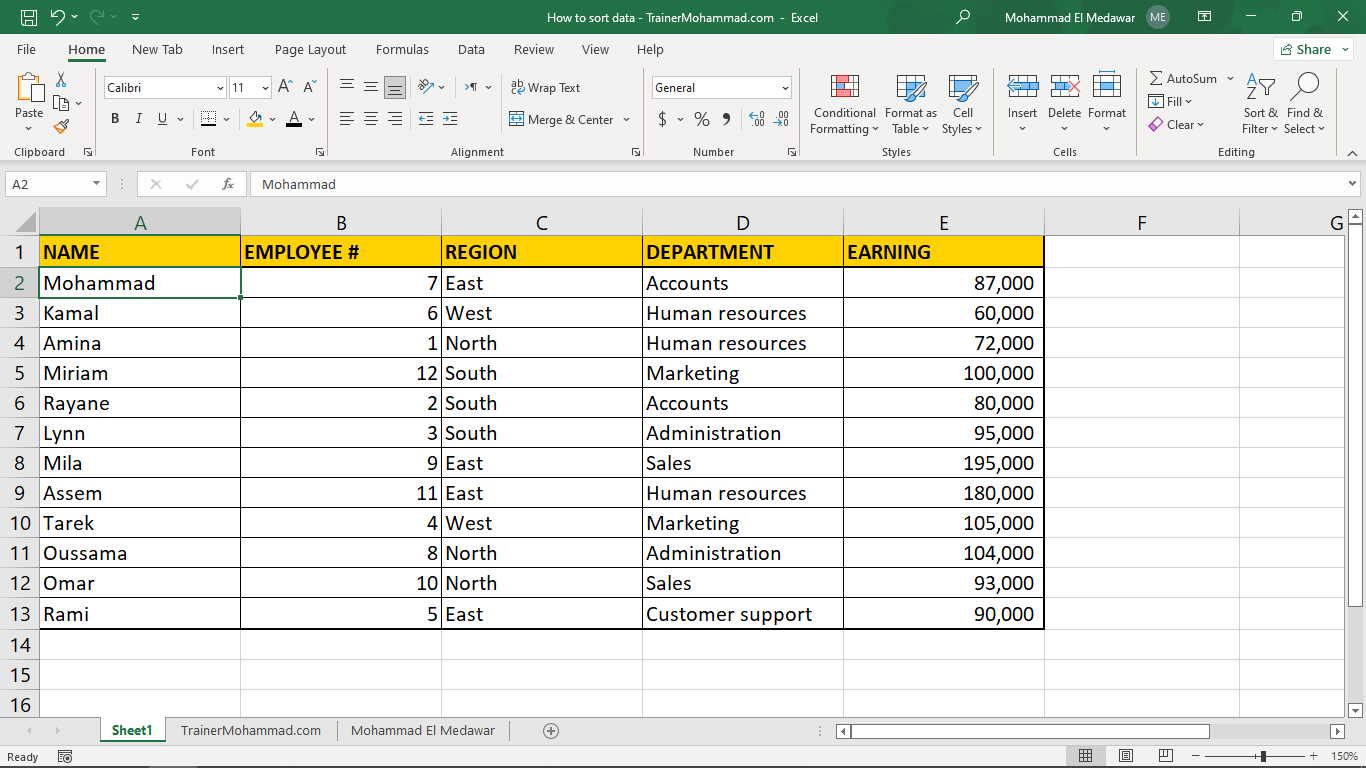 How to sort data - TrainerMohammad.com - Excel
Mohammad El Medawar ME
File Home New Tab Insert Page Layout Formulas Data Review View Help Share
Paste
Calibri 11
B I U A
A A
ab Wrap Text
Merge & Center
General
$ % 9
Conditional Formatting
Format as Table
Cell Styles
Insert Delete Format
AutoSum
Fill
Clear
Sort & Filter
Find & Select
Clipboard Font Alignment Number Styles Cells Editing
A2 fx Mohammad
A B C D E F G
1 NAME EMPLOYEE # REGION DEPARTMENT EARNING
2 Mohammad 7 East Accounts 87,000
3 Kamal 6 West Human resources 60,000
4 Amina 1 North Human resources 72,000
5 Miriam 12 South Marketing 100,000
6 Rayane 2 South Accounts 80,000
7 Lynn 3 South Administration 95,000
8 Mila 9 East Sales 195,000
9 Assem 11 East Human resources 180,000
10 Tarek 4 West Marketing 105,000
11 Oussama 8 North Administration 104,000
12 Omar 10 North Sales 93,000
13 Rami 5 East Customer support 90,000
14
15
16
Sheet1 TrainerMohammad.com Mohammad El Medawar
Ready 150%